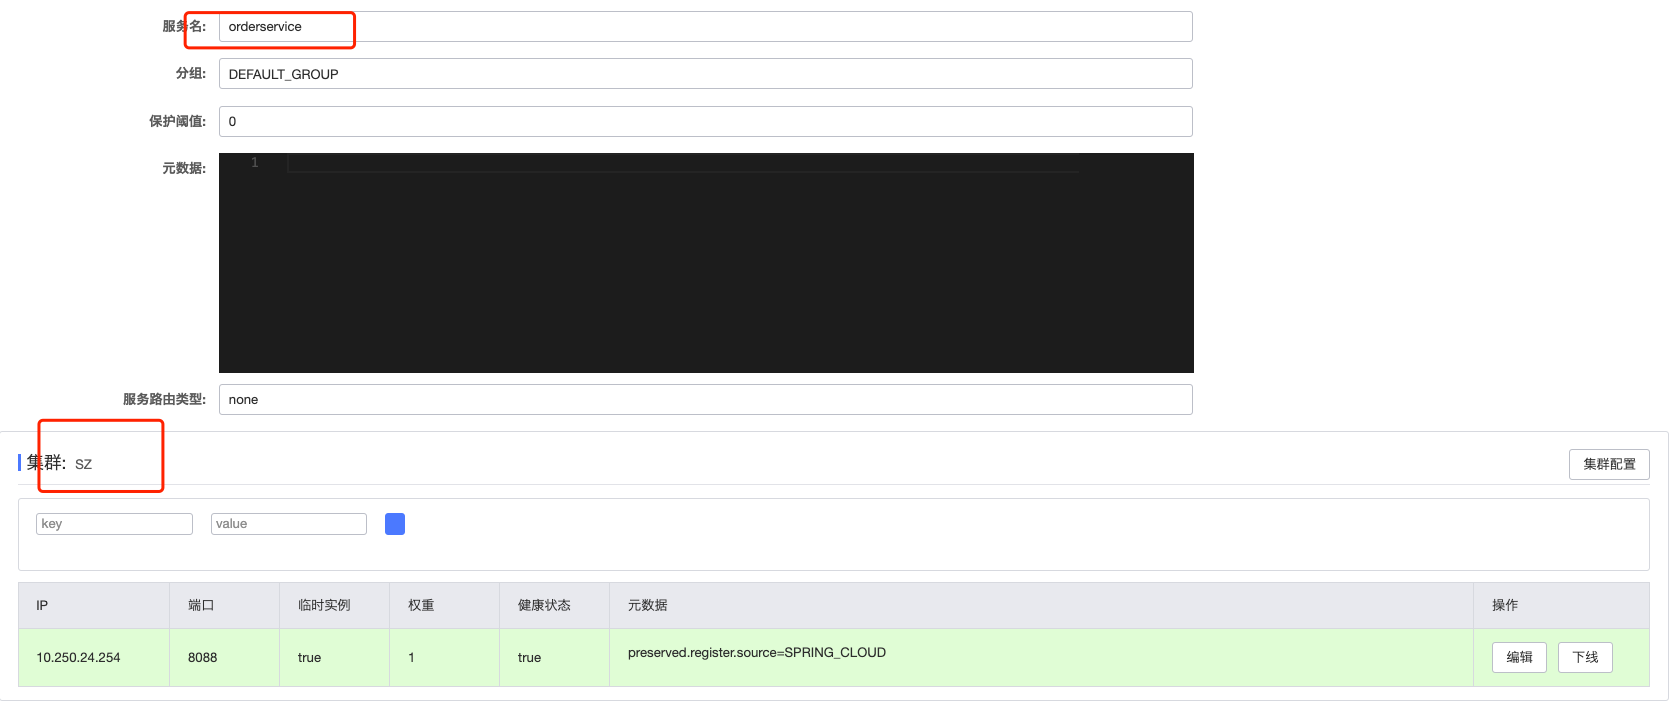 服务名: orderservice
分组: DEFAULT_GROUP
保护阈值: 0
元数据: 1
服务路由类型: none
集群: SZ 集群配置
key value
IP 端口 临时实例 权重 健康状态 元数据 操作
10.250.24.254 8088 true 1 true preserved.register.source=SPRING_CLOUD 编辑 下线